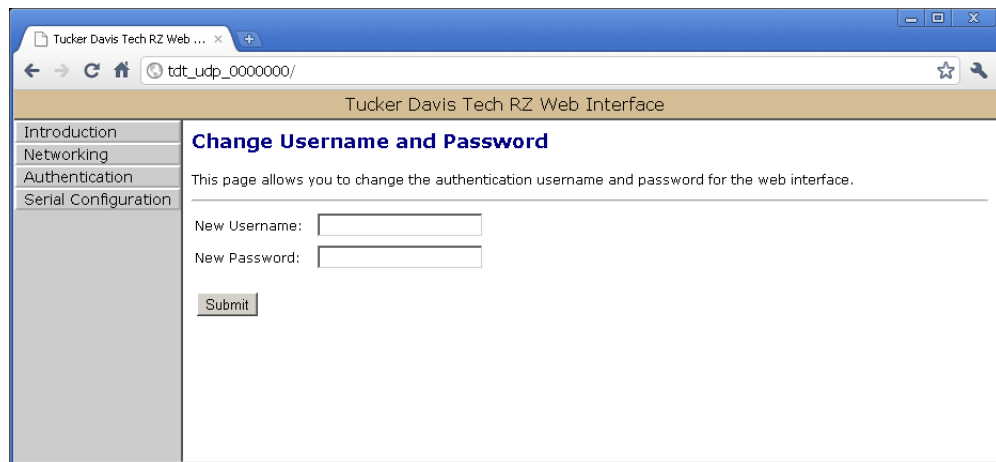 Tucker Davis Tech RZ Web ...
tdt_udp_0000000/
Tucker Davis Tech RZ Web Interface
Introduction
Networking
Authentication
Serial Configuration
Change Username and Password
This page allows you to change the authentication username and password for the web interface.
New Username:
New Password:
Submit